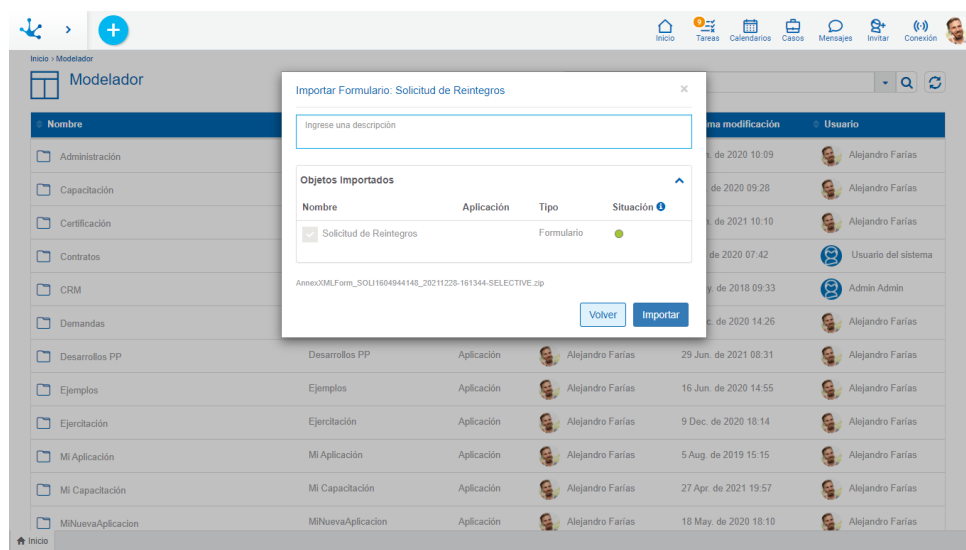 9
Inicio
Tareas
Calendarios
Casos
Mensajes
Invitar
Conexión
Inicio > Modelador
Modelador
Importar Formulario: Solicitud de Reintegros
×
Ingrese una descripción
Objetos Importados
Nombre Aplicación Tipo Situación
Solicitud de Reintegros Formulario
AnnexXMLForm_SOLI1604944148_20211228-161344-SELECTIVE.zip
Volver Importar
Nombre modificación Usuario
Administración de 2020 10:09 Alejandro Farías
Capacitación de 2020 09:28 Alejandro Farías
Certificación de 2021 10:10 Alejandro Farías
Contratos de 2020 07:42 Usuario del sistema
CRM de 2018 09:33 Admin Admin
Demandas de 2020 14:26 Alejandro Farías
Desarrollos PP Desarrollos PP Aplicación Alejandro Farías 29 Jun. de 2021 08:31 Alejandro Farías
Ejemplos Ejemplos Aplicación Alejandro Farías 16 Jun. de 2020 14:55 Alejandro Farías
Ejercitación Ejercitación Aplicación Alejandro Farías 9 Dec. de 2020 18:14 Alejandro Farías
Mi Aplicación Mi Aplicación Aplicación Alejandro Farías 5 Aug. de 2019 15:15 Alejandro Farías
Mi Capacitación Mi Capacitación Aplicación Alejandro Farías 27 Apr. de 2021 19:57 Alejandro Farías
MiNuevaAplicacion MiNuevaAplicacion Aplicación Alejandro Farías 18 May. de 2020 18:10 Alejandro Farías
Inicio